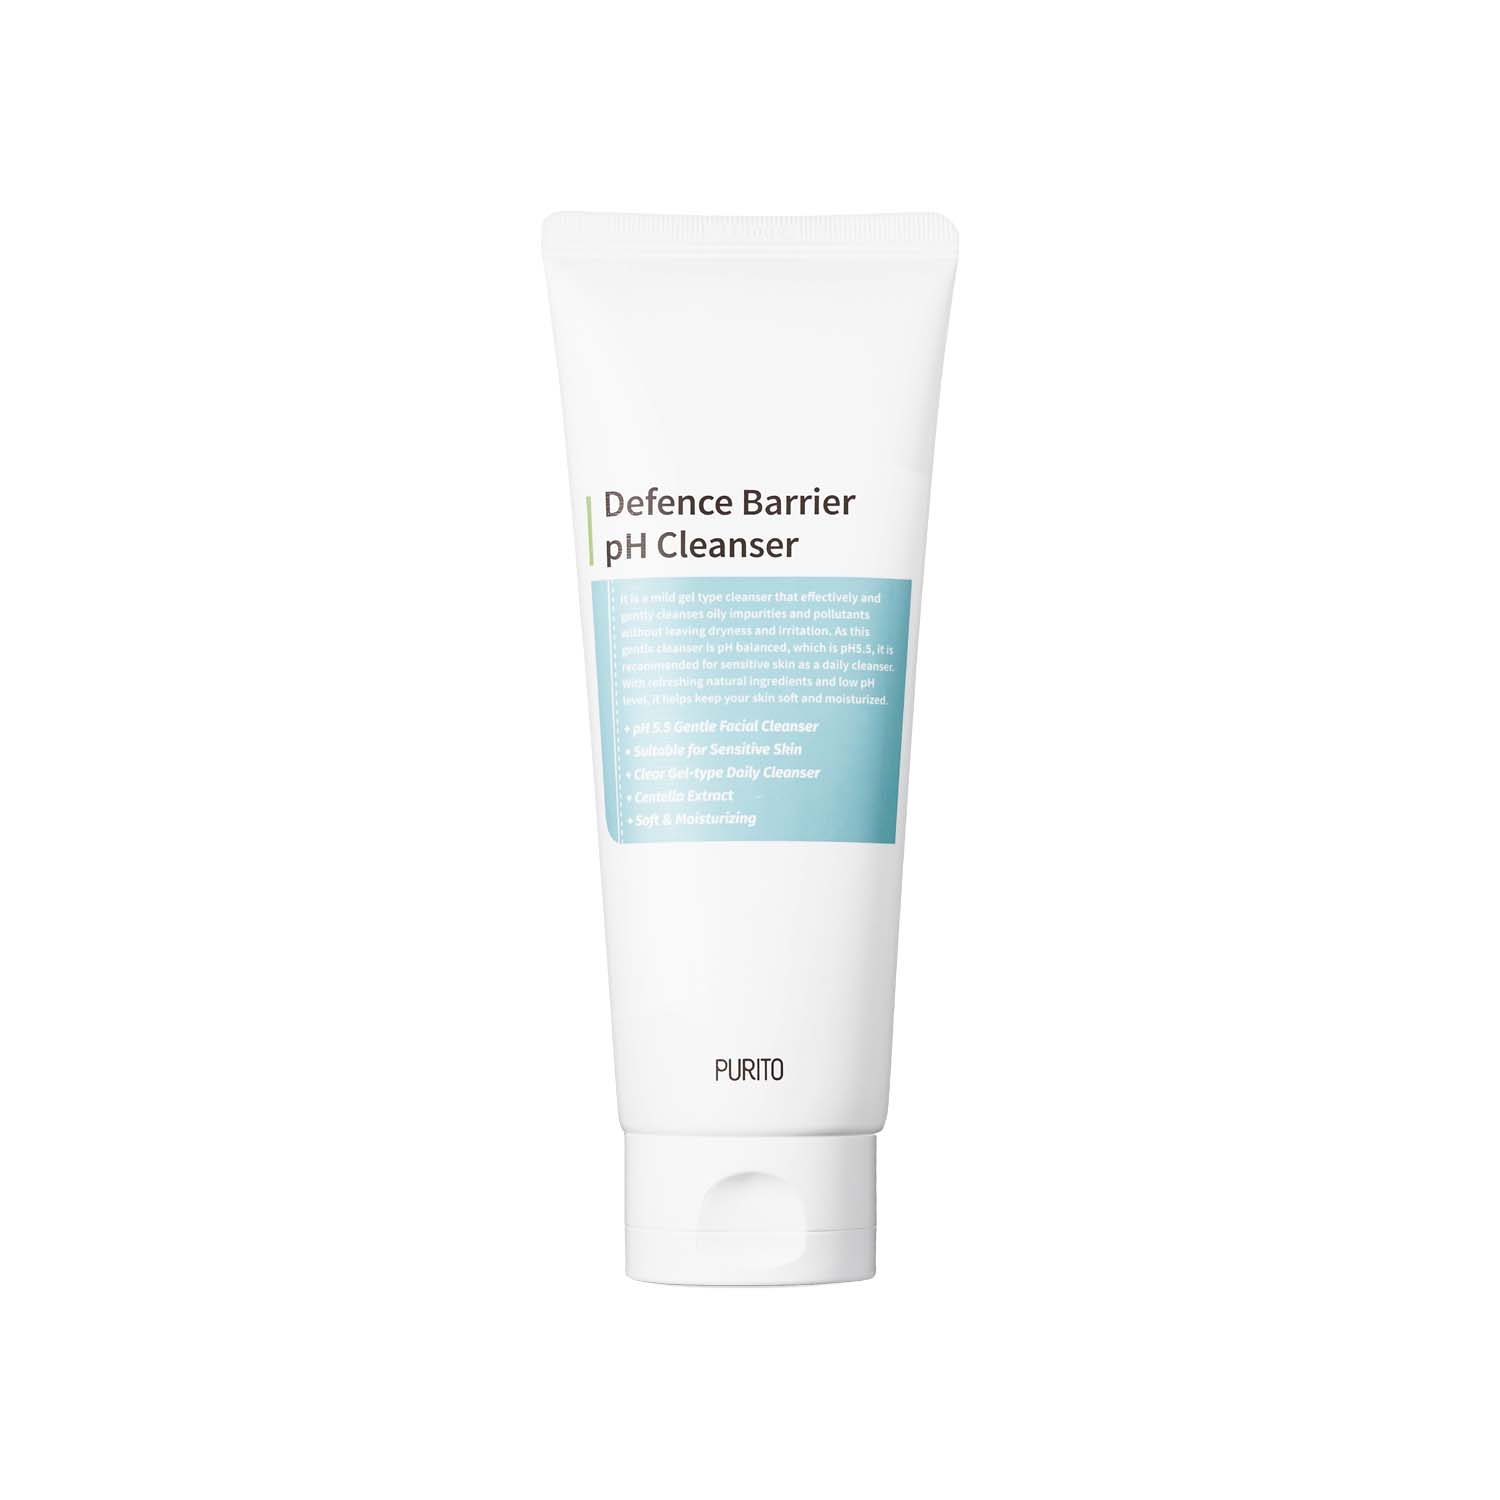 Defence Barrier
pH Cleanser
It is a mild gel type cleanser that effectively and
gently cleanses oily impurities and pollutants
without leaving dryness and irritation. As this
gentle cleanser is pH balanced, which is pH5.5, it is
recommended for sensitive skin as a daily cleanser.
With refreshing natural ingredients and low pH
level, it helps keep your skin soft and moisturized.
+ pH 5.5 Gentle Facial Cleanser
+ Suitable for Sensitive Skin
+ Clear Gel-type Daily Cleanser
+ Centella Extract
+ Soft & Moisturizing
PURITO